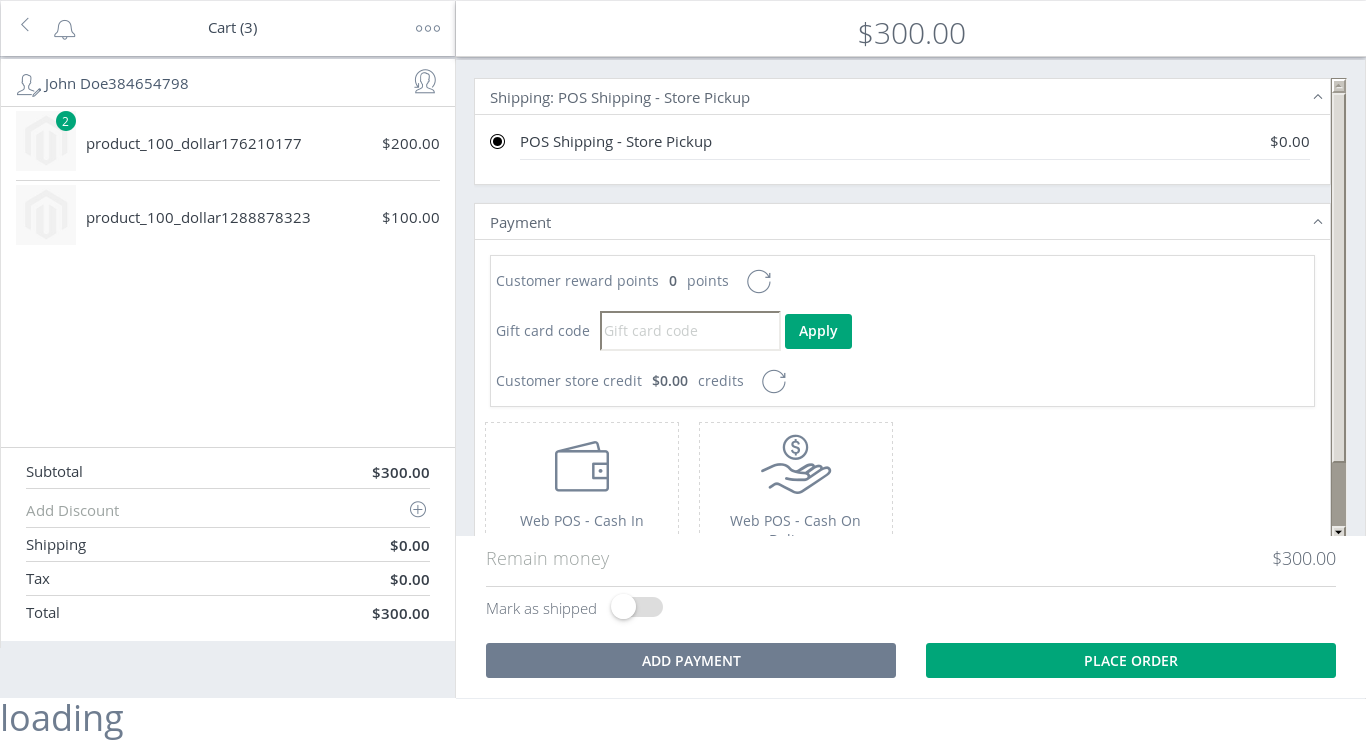 Cart (3)
John Doe384654798
2
product_100_dollar176210177 $200.00
product_100_dollar1288878323 $100.00
Subtotal $300.00
Add Discount
Shipping $0.00
Tax $0.00
Total $300.00
$300.00
Shipping: POS Shipping - Store Pickup
POS Shipping - Store Pickup $0.00
Payment
Customer reward points 0 points
Gift card code Gift card code Apply
Customer store credit $0.00 credits
$
Web POS - Cash In
Web POS - Cash On
Remain money $300.00
Mark as shipped
ADD PAYMENT PLACE ORDER
loading